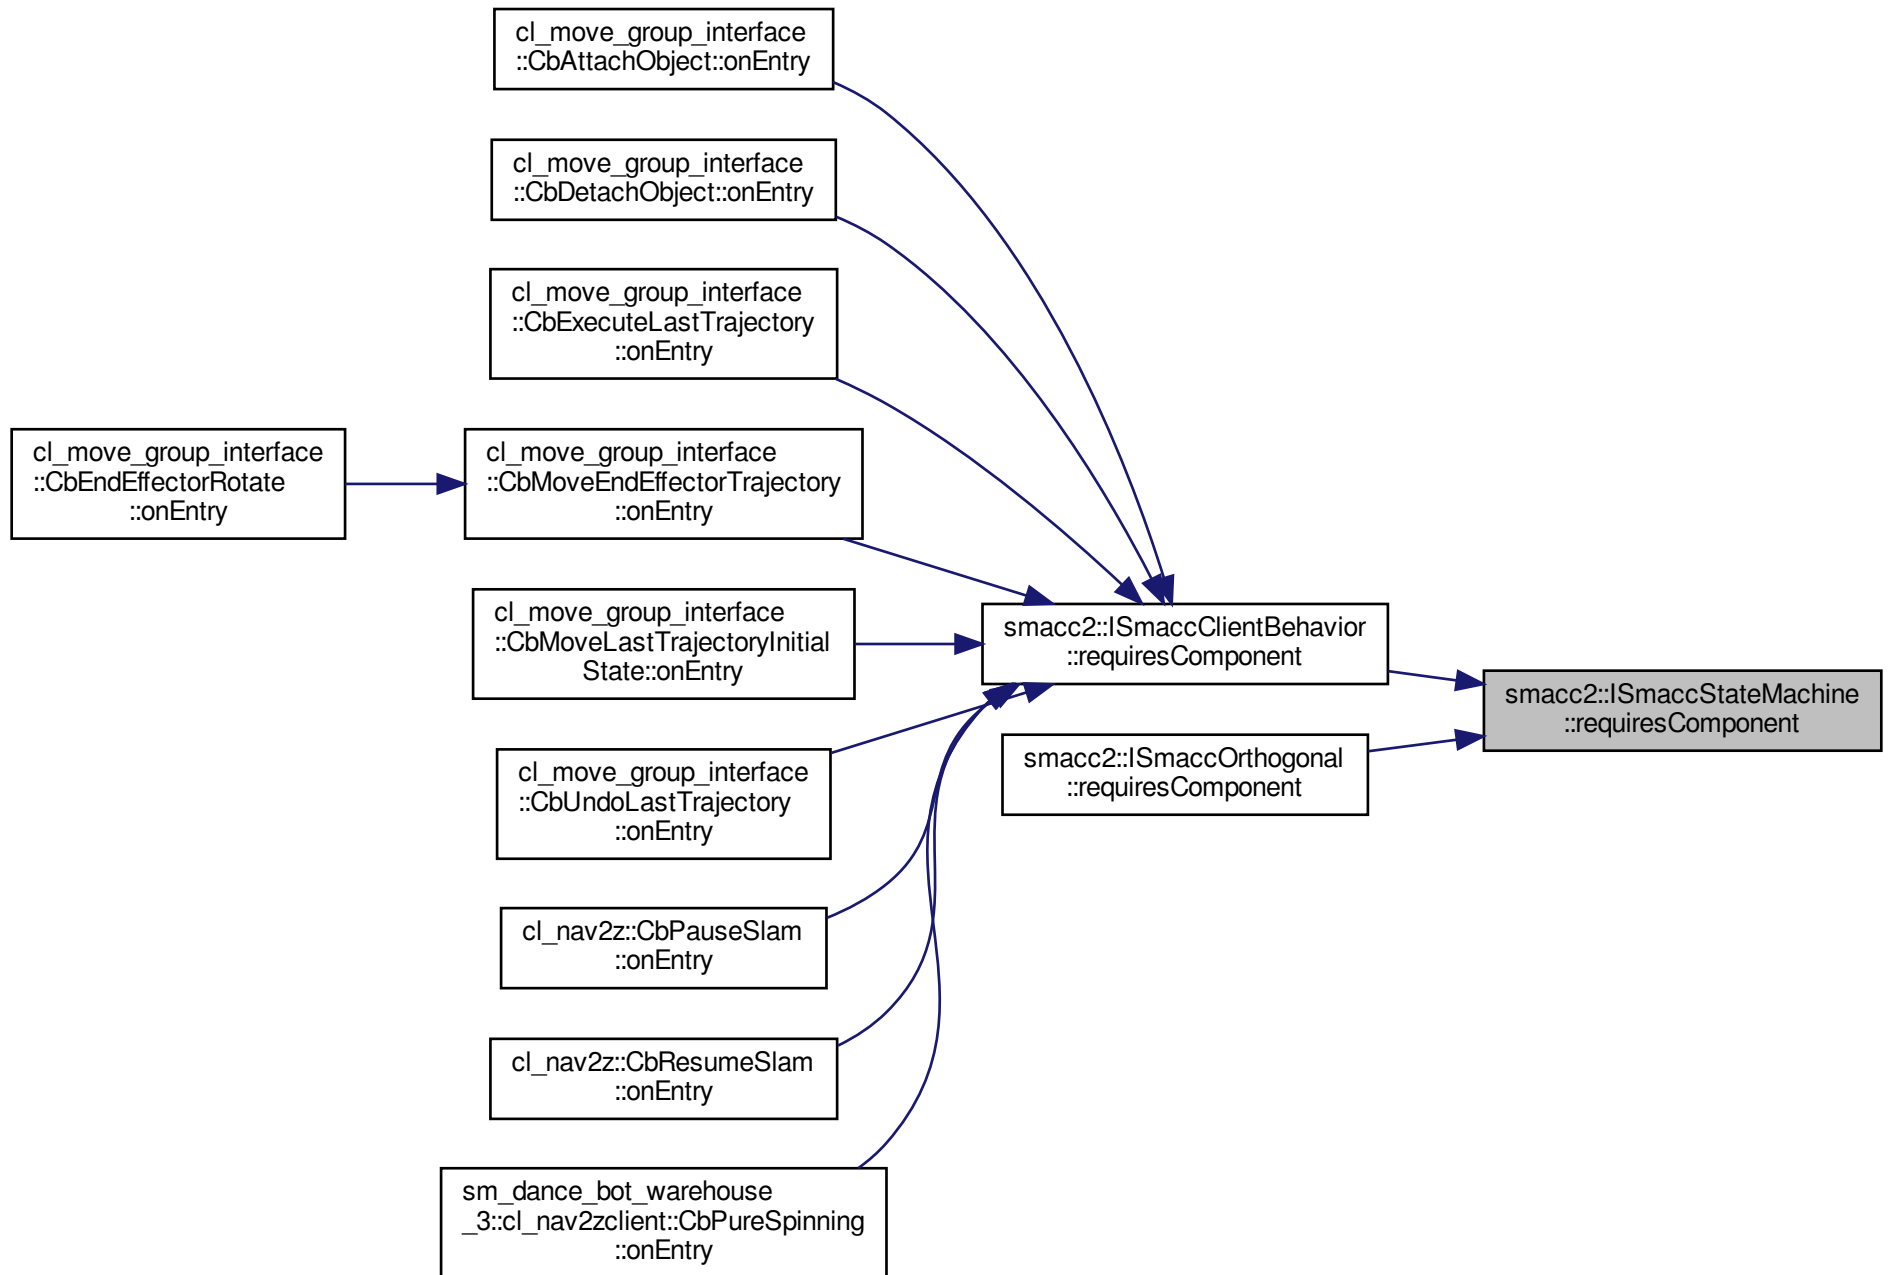 cl_move_group_interface
::CbAttachObject::onEntry
cl_move_group_interface
::CbDetachObject::onEntry
cl_move_group_interface
::CbExecuteLastTrajectory
::onEntry
cl_move_group_interface
::CbEndEffectorRotate
::onEntry
cl_move_group_interface
::CbMoveEndEffectorTrajectory
::onEntry
cl_move_group_interface
::CbMoveLastTrajectoryInitial
State::onEntry
smacc2::ISmaccClientBehavior
::requiresComponent
smacc2::ISmaccStateMachine
::requiresComponent
smacc2::ISmaccOrthogonal
::requiresComponent
cl_move_group_interface
::CbUndoLastTrajectory
::onEntry
cl_nav2z::CbPauseSlam
::onEntry
cl_nav2z::CbResumeSlam
::onEntry
sm_dance_bot_warehouse
_3::cl_nav2zclient::CbPureSpinning
::onEntry